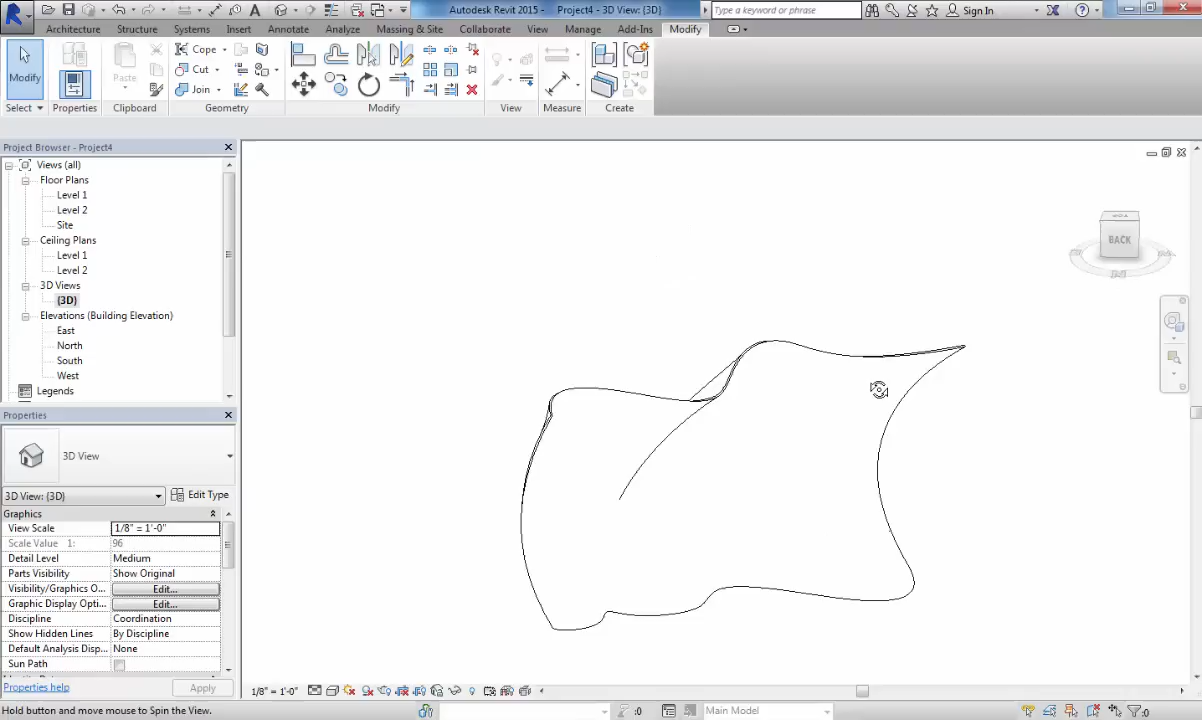 Autodesk Revit 2015 - Project4 - 3D View: {3D}
Type a keyword or phrase
Sign In
Architecture Structure Systems Insert Annotate Analyze Massing & Site Collaborate View Manage Add-Ins Modify
Modify
Paste
Cope
Cut
Join
Select Properties Clipboard Geometry Modify View Measure Create
Project Browser - Project4
Views (all)
Floor Plans
Level 1
Level 2
Site
Ceiling Plans
Level 1
Level 2
3D Views
{3D}
Elevations (Building Elevation)
East
North
South
West
Legends
BACK
Properties
3D View
3D View: {3D}
Edit Type
Graphics
View Scale 1/8" = 1'-0"
Scale Value 1: 96
Detail Level Medium
Parts Visibility Show Original
Visibility/Graphics O... Edit...
Graphic Display Opti... Edit...
Discipline Coordination
Show Hidden Lines By Discipline
Default Analysis Disp... None
Sun Path
Properties help
Apply
1/8" = 1'-0"
Hold button and move mouse to Spin the View.
:0
Main Model
:0